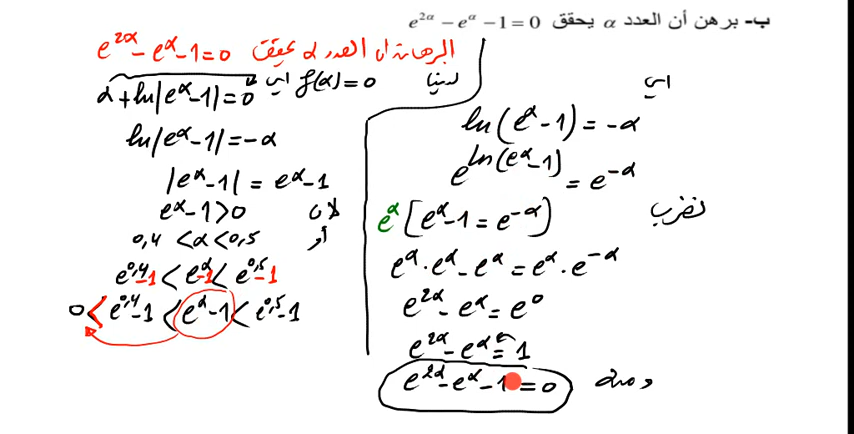 ب- برهن أن العدد α يحقق e^{2α} − e^α − 1 = 0
البرهان أن العدد α يحقق e^{2α} − e^α − 1 = 0
لدينا f(α) = 0 أي α + ln|e^α − 1| = 0
ln|e^α − 1| = −α
|e^α − 1| = e^α − 1
لأن e^α − 1 > 0
أو 0,4 < α < 0,5
e^{0,4} − 1 < e^α − 1 < e^{0,5} − 1
0 < e^{0,4} − 1 < e^α − 1 < e^{0,5} − 1
أي
ln(e^α − 1) = −α
e^{ln(e^α − 1)} = e^{−α}
نضرب e^α [e^α − 1 = e^{−α})
e^α · e^α − e^α = e^α · e^{−α}
e^{2α} − e^α = e^0
e^{2α} − e^α = 1
ومنه e^{2α} − e^α − 1 = 0